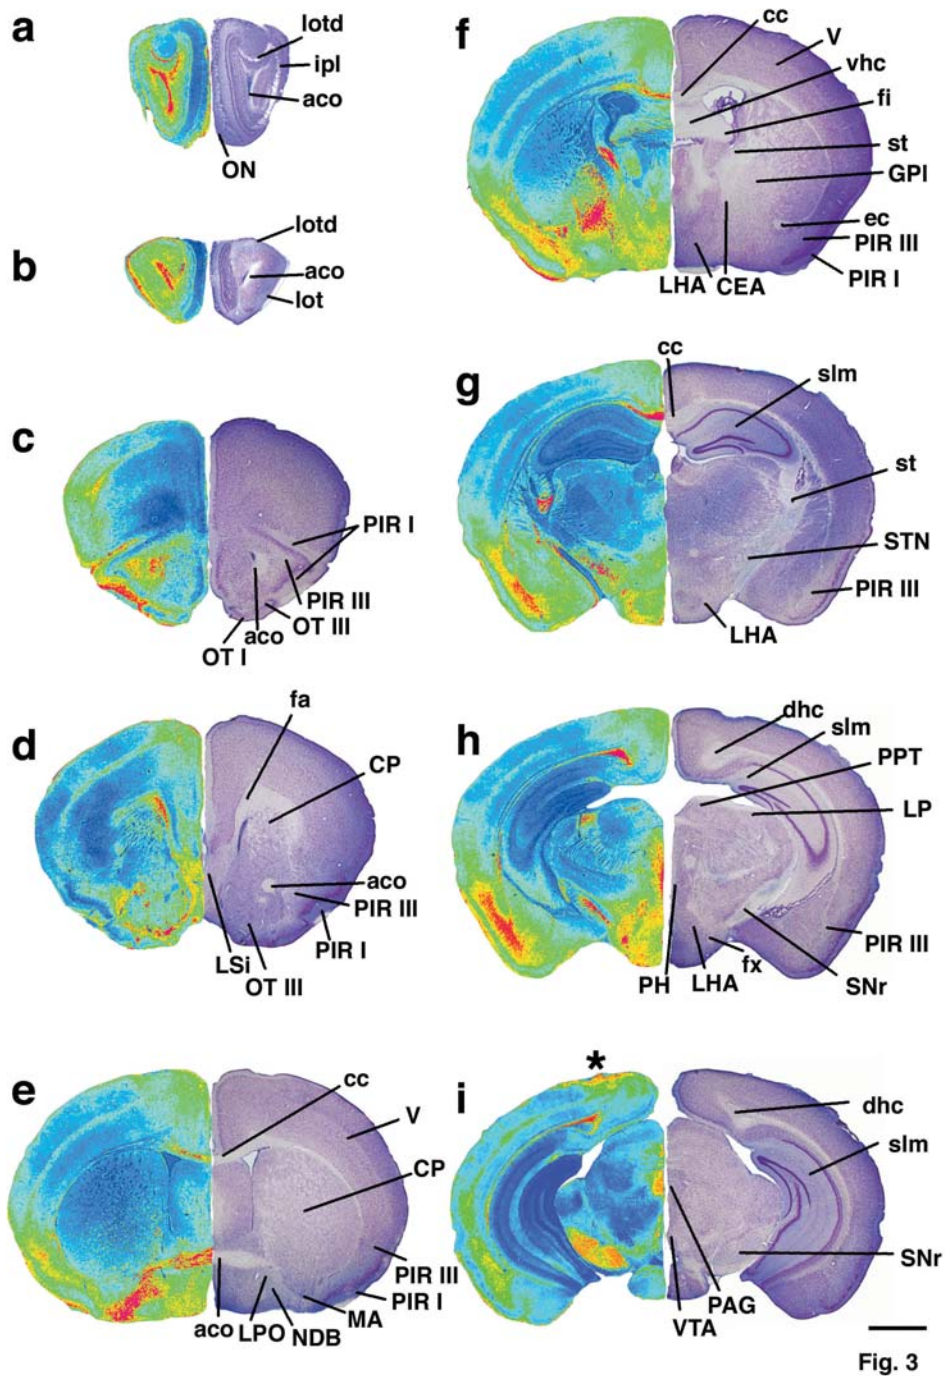 a
lotd
ipl
aco
ON
b
lotd
aco
lot
c
PIR I
PIR III
OT III
aco
OT I
d
fa
CP
aco
PIR III
PIR I
LSi
OT III
e
cc
V
CP
PIR III
PIR I
MA
aco LPO NDB
f
cc
V
vhc
fi
st
GPl
ec
PIR III
PIR I
LHA CEA
g
cc
slm
st
STN
PIR III
LHA
h
dhc
slm
PPT
LP
PIR III
fx
SNr
PH LHA
i
*
dhc
slm
SNr
PAG
VTA
Fig. 3